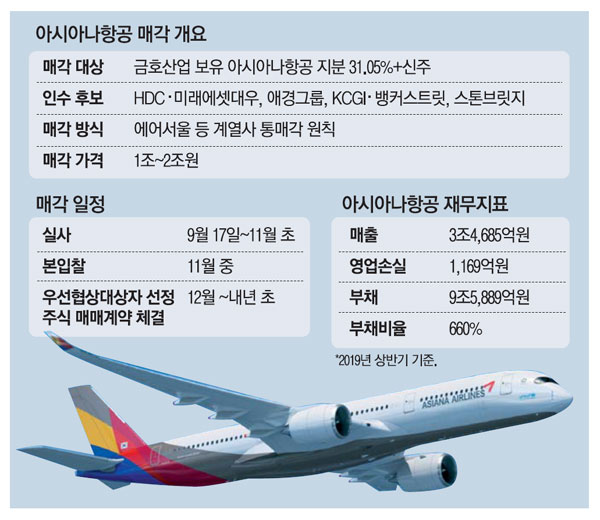 아시아나항공 매각 개요
매각 대상 금호산업 보유 아시아나항공 지분 31.05%+신주
인수 후보 HDC·미래에셋대우, 애경그룹, KCGI·뱅커스트릿, 스톤브릿지
매각 방식 에어서울 등 계열사 통매각 원칙
매각 가격 1조~2조원
매각 일정
실사 9월 17일~11월 초
본입찰 11월 중
우선협상대상자 선정 12월 ~내년 초
주식 매매계약 체결
아시아나항공 재무지표
매출 3조4,685억원
영업손실 1,169억원
부채 9조5,889억원
부채비율 660%
*2019년 상반기 기준.
ASIANA AIRLINES